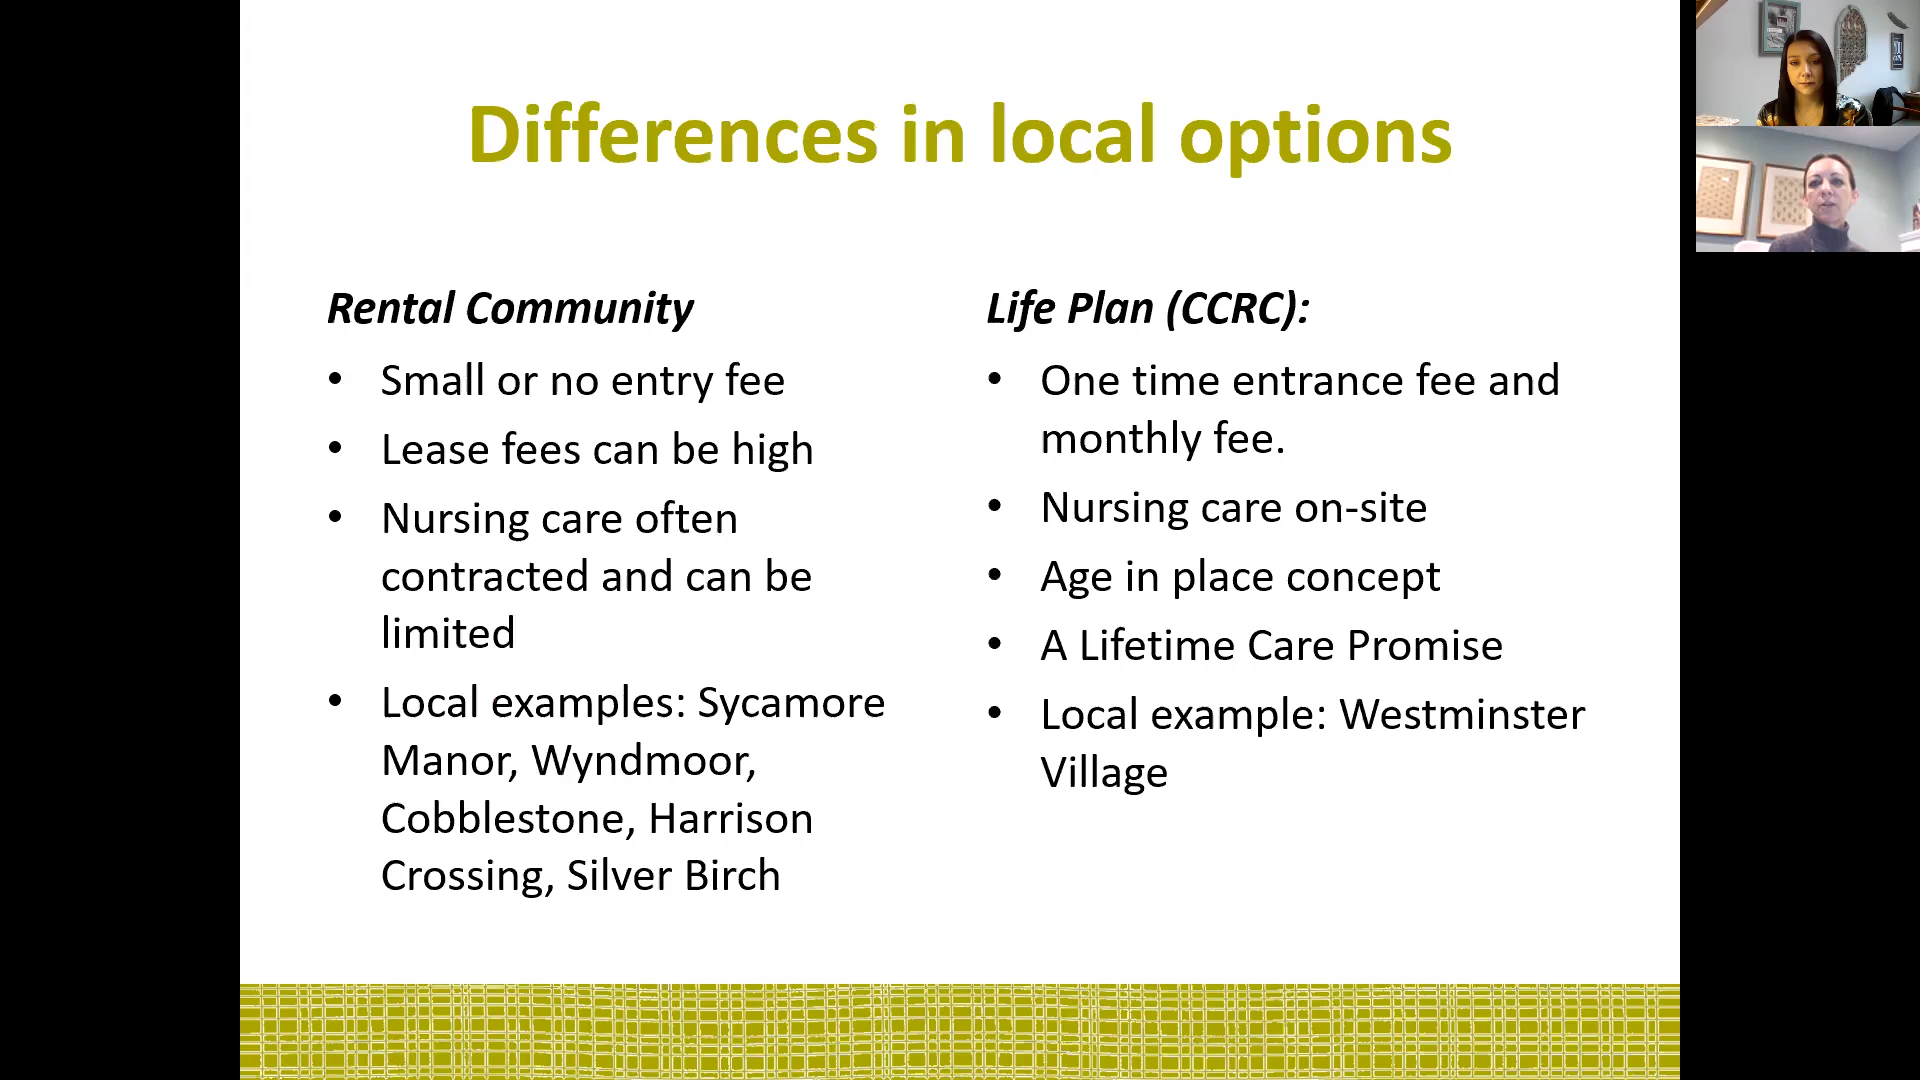 Differences in local options
Rental Community
• Small or no entry fee
• Lease fees can be high
• Nursing care often
contracted and can be
limited
• Local examples: Sycamore
Manor, Wyndmoor,
Cobblestone, Harrison
Crossing, Silver Birch
Life Plan (CCRC):
• One time entrance fee and
monthly fee.
• Nursing care on-site
• Age in place concept
• A Lifetime Care Promise
• Local example: Westminster
Village